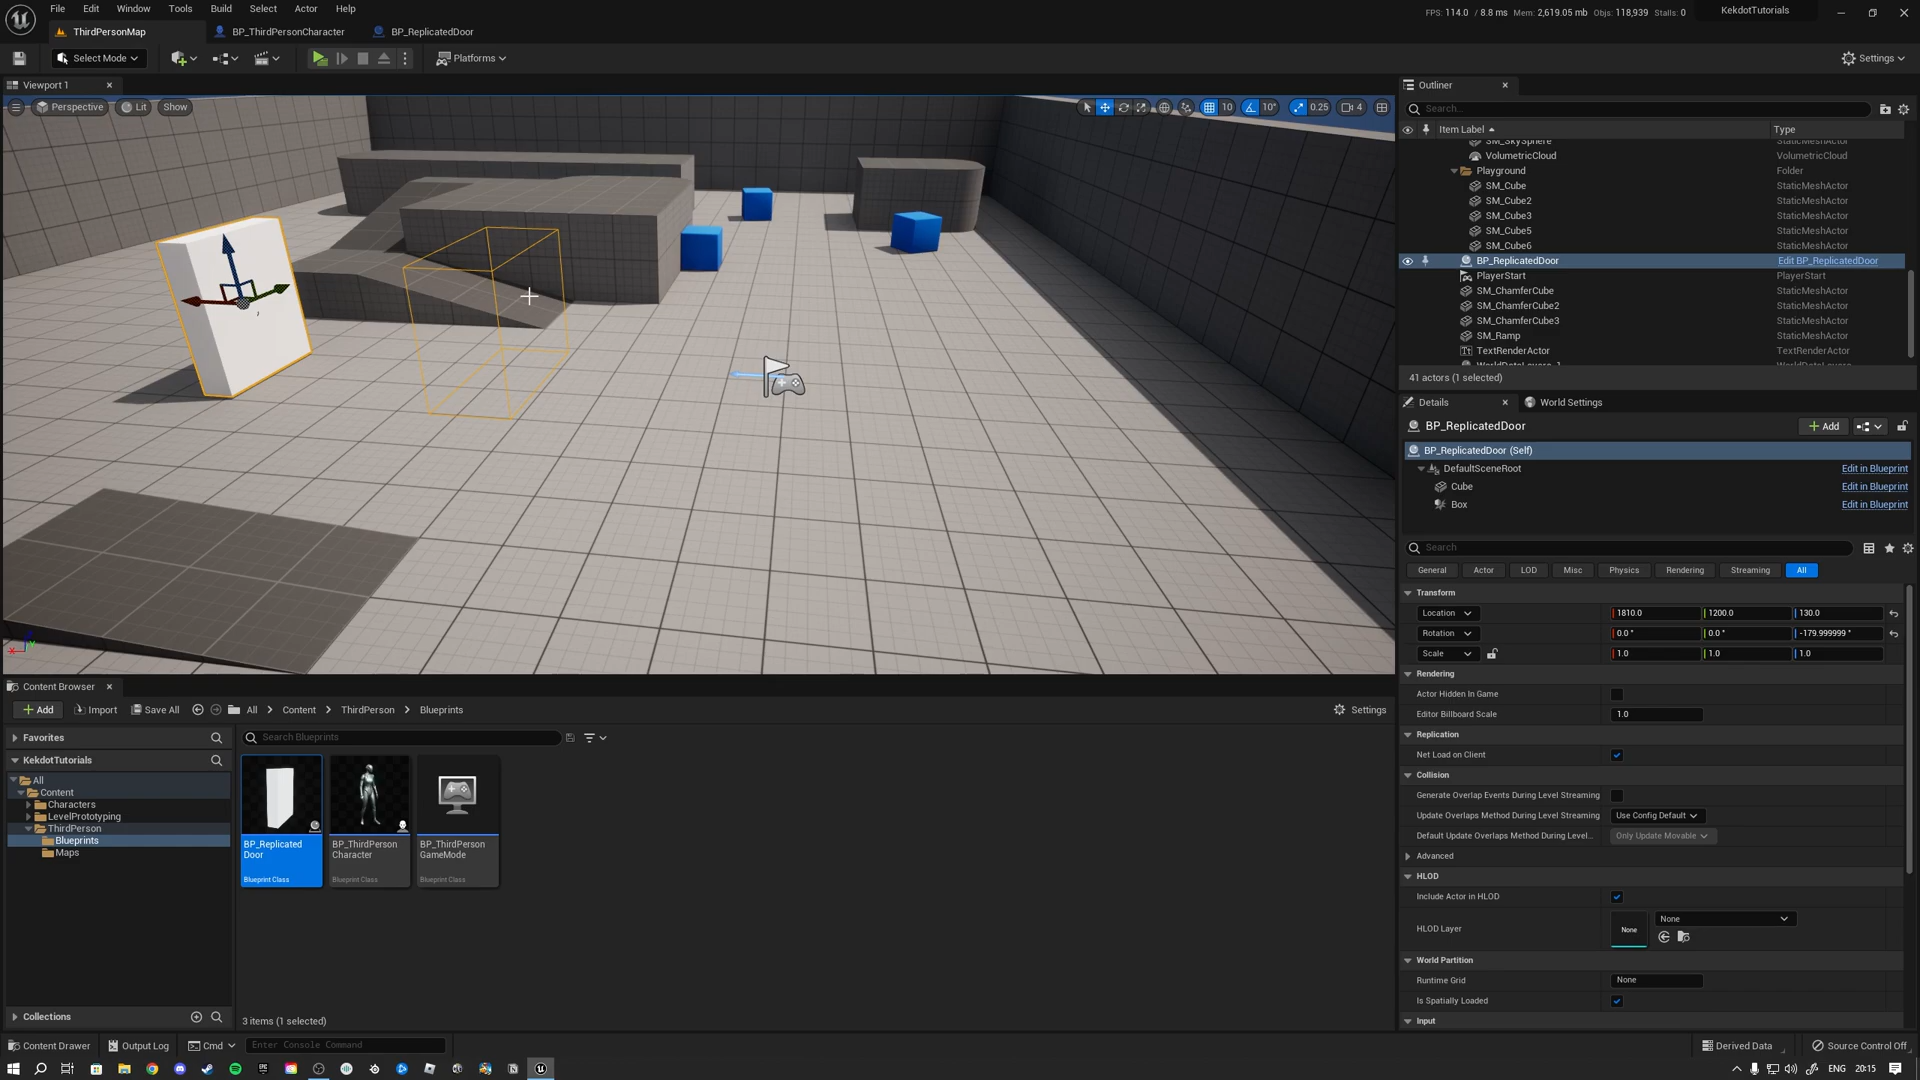 File Edit Window Tools Build Select Actor Help
FPS: 114.0 / 8.8 ms Mem: 2,619.05 mb Objs: 118,939 Stalls: 0
KekdotTutorials
ThirdPersonMap
BP_ThirdPersonCharacter
BP_ReplicatedDoor
Select Mode
Platforms
Settings
Viewport 1
Perspective
Lit
Show
10
10°
0.25
4
Outliner
Search...
Item Label
Type
SM_SkySphere StaticMeshActor
VolumetricCloud VolumetricCloud
Playground Folder
SM_Cube StaticMeshActor
SM_Cube2 StaticMeshActor
SM_Cube3 StaticMeshActor
SM_Cube5 StaticMeshActor
SM_Cube6 StaticMeshActor
BP_ReplicatedDoor Edit BP_ReplicatedDoor
PlayerStart PlayerStart
SM_ChamferCube StaticMeshActor
SM_ChamferCube2 StaticMeshActor
SM_ChamferCube3 StaticMeshActor
SM_Ramp StaticMeshActor
TextRenderActor TextRenderActor
41 actors (1 selected)
Details
World Settings
BP_ReplicatedDoor
Add
BP_ReplicatedDoor (Self)
DefaultSceneRoot Edit in Blueprint
Cube Edit in Blueprint
Box Edit in Blueprint
Search
General Actor LOD Misc Physics Rendering Streaming All
Transform
Location 1810.0 1200.0 130.0
Rotation 0.0 ° 0.0 ° -179.999999 °
Scale 1.0 1.0 1.0
Rendering
Actor Hidden In Game
Editor Billboard Scale 1.0
Replication
Net Load on Client
Collision
Generate Overlap Events During Level Streaming
Update Overlaps Method During Level Streaming Use Config Default
Default Update Overlaps Method During Level... Only Update Movable
Advanced
HLOD
Include Actor in HLOD
HLOD Layer None None
World Partition
Runtime Grid None
Is Spatially Loaded
Input
Content Browser
Add
Import
Save All
All > Content > ThirdPerson > Blueprints
Settings
Favorites
KekdotTutorials
All
Content
Characters
LevelPrototyping
ThirdPerson
Blueprints
Maps
Collections
Search Blueprints
BP_Replicated
Door
Blueprint Class
BP_ThirdPerson
Character
Blueprint Class
BP_ThirdPerson
GameMode
Blueprint Class
3 items (1 selected)
Content Drawer
Output Log
Cmd
Enter Console Command
Derived Data
Source Control Off
ENG 20:15